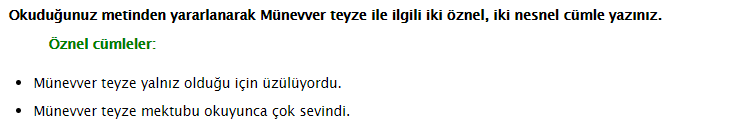 Okuduğunuz metinden yararlanarak Münevver teyze ile ilgili iki öznel, iki nesnel cümle yazınız.
Öznel cümleler:
• Münevver teyze yalnız olduğu için üzülüyordu.
• Münevver teyze mektubu okuyunca çok sevindi.